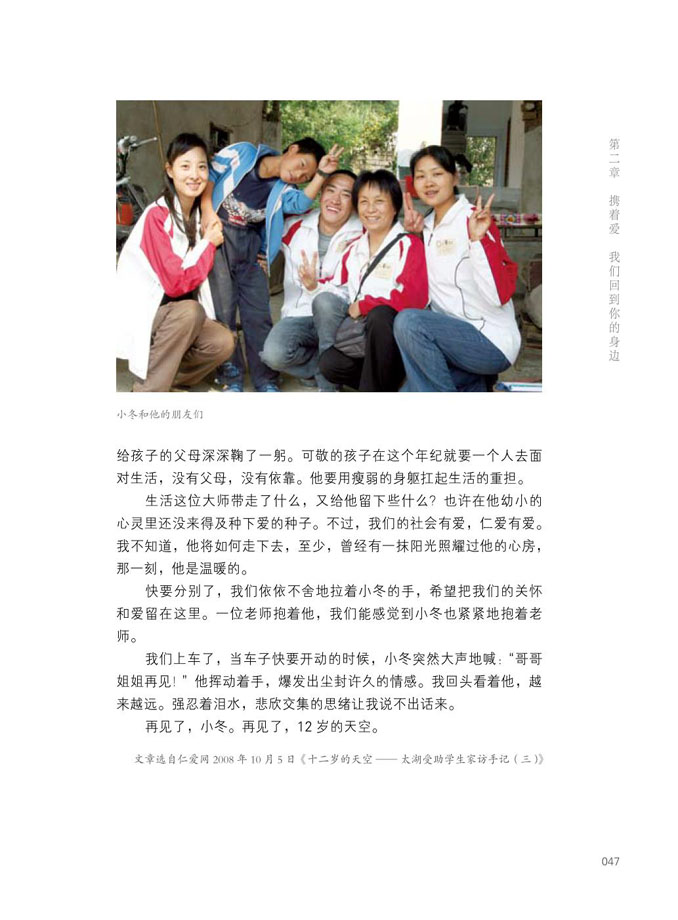 第二章 携着爱 我们回到你的身边
小冬和他的朋友们
给孩子的父母深深鞠了一躬。可敬的孩子在这个年纪就要一个人去面
对生活，没有父母，没有依靠。他要用瘦弱的身躯扛起生活的重担。
生活这位大师带走了什么，又给他留下些什么？也许在他幼小的
心灵里还没来得及种下爱的种子。不过，我们的社会有爱，仁爱有爱。
我不知道，他将如何走下去，至少，曾经有一抹阳光照耀过他的心房，
那一刻，他是温暖的。
快要分别了，我们依依不舍地拉着小冬的手，希望把我们的关怀
和爱留在这里。一位老师抱着他，我们能感觉到小冬也紧紧地抱着老
师。
我们上车了，当车子快要开动的时候，小冬突然大声地喊：“哥哥
姐姐再见！”他挥动着手，爆发出尘封许久的情感。我回头看着他，越
来越远。强忍着泪水，悲欣交集的思绪让我说不出话来。
再见了，小冬。再见了，12 岁的天空。
文章选自仁爱网 2008 年 10 月 5 日《十二岁的天空 —— 太湖受助学生家访手记（三）》
047